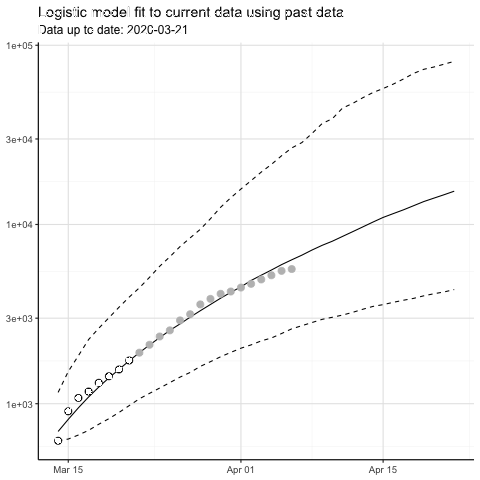 Logistic model fit to current data using past data
Data up to date: 2020-03-21
1e+05
3e+04
1e+04
3e+03
1e+03
Mar 15
Apr 01
Apr 15